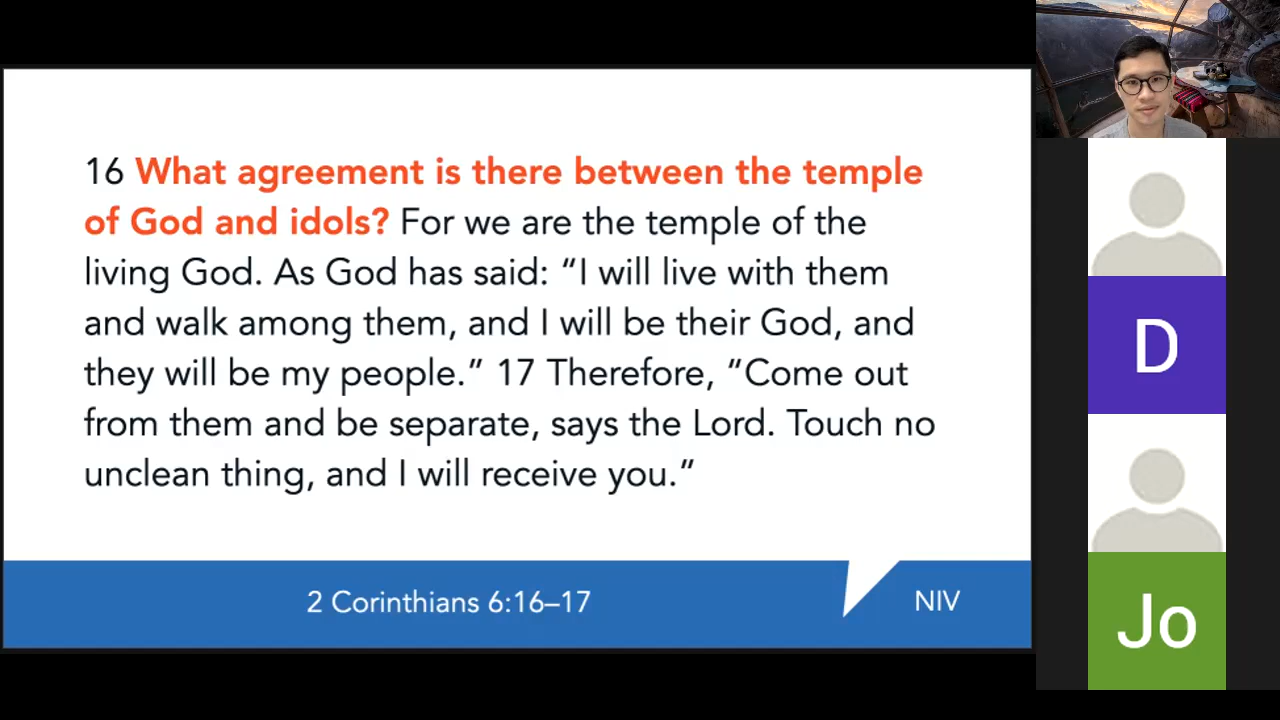 16 What agreement is there between the temple
of God and idols? For we are the temple of the
living God. As God has said: “I will live with them
and walk among them, and I will be their God, and
they will be my people.” 17 Therefore, “Come out
from them and be separate, says the Lord. Touch no
unclean thing, and I will receive you.”
2 Corinthians 6:16–17
NIV
D
Jo